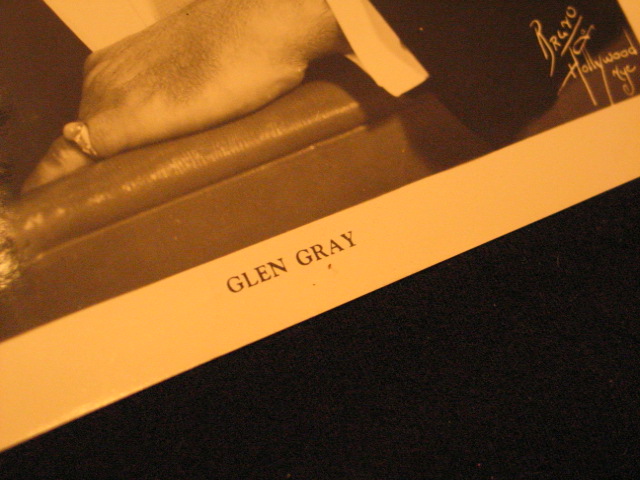 Bruno
of
Hollywood
Nyc
GLEN GRAY